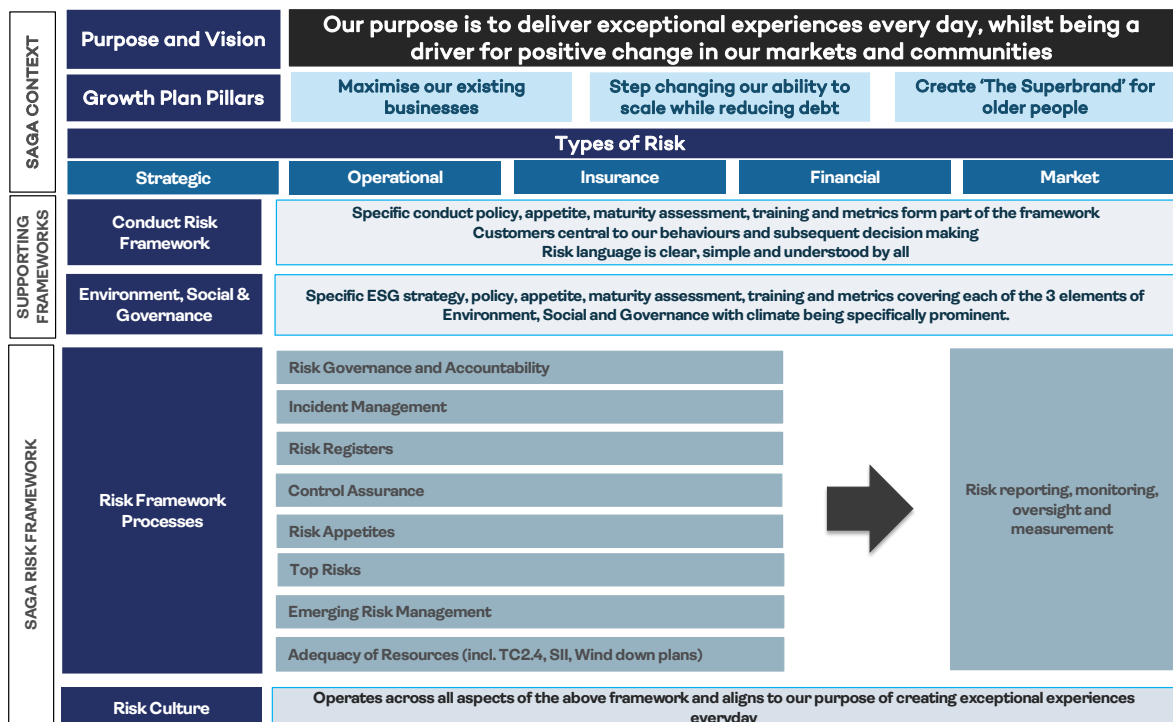 SAGA CONTEXT
Purpose and Vision
Our purpose is to deliver exceptional experiences every day, whilst being a
driver for positive change in our markets and communities
Growth Plan Pillars
Maximise our existing
businesses
Step changing our ability to
scale while reducing debt
Create ‘The Superbrand’ for
older people
Types of Risk
Strategic
Operational
Insurance
Financial
Market
SUPPORTING
FRAMEWORKS
Conduct Risk
Framework
Specific conduct policy, appetite, maturity assessment, training and metrics form part of the framework
Customers central to our behaviours and subsequent decision making
Risk language is clear, simple and understood by all
Environment, Social &
Governance
Specific ESG strategy, policy, appetite, maturity assessment, training and metrics covering each of the 3 elements of
Environment, Social and Governance with climate being specifically prominent.
SAGA RISK FRAMEWORK
Risk Framework
Processes
Risk Governance and Accountability
Incident Management
Risk Registers
Control Assurance
Risk Appetites
Top Risks
Emerging Risk Management
Adequacy of Resources (incl. TC2.4, SII, Wind down plans)
Risk reporting, monitoring,
oversight and
measurement
Risk Culture
Operates across all aspects of the above framework and aligns to our purpose of creating exceptional experiences
everyday